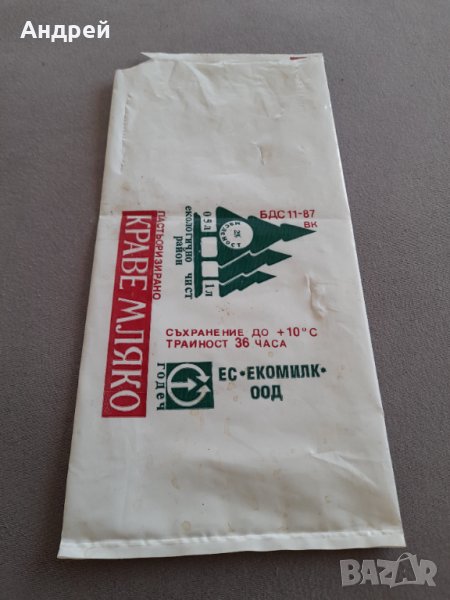 Андрей
БДС 11-87
ВК
0,5 л
1 л
екологично чист
район
ПАСТЬОРИЗИРАНО
КРАВЕ МЛЯКО
СЪХРАНЕНИЕ ДО +10°С
ТРАЙНОСТ 36 ЧАСА
годеч
ЕС•ЕКОМИЛК•
ООД
BAZAR